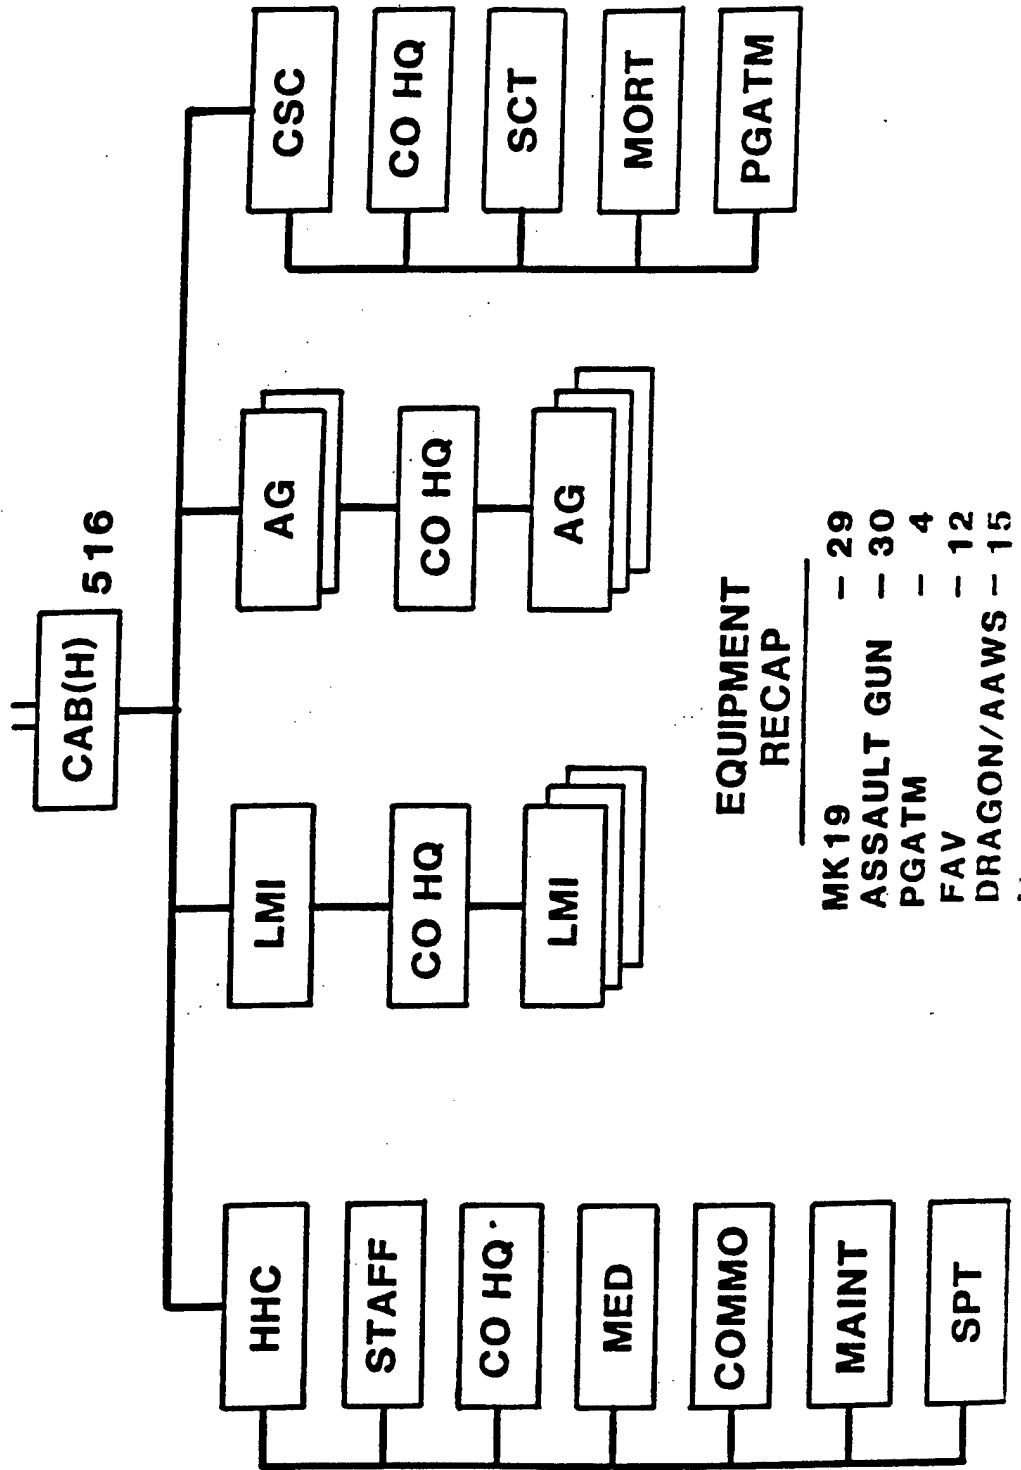 CAB(H)
516
HHC
STAFF
CO HQ
MED
COMMO
MAINT
SPT
LMI
CO HQ
LMI
AG
CO HQ
AG
CSC
CO HQ
SCT
MORT
PGATM
EQUIPMENT
RECAP
MK19 – 29
ASSAULT GUN – 30
PGATM – 4
FAV – 12
DRAGON/AAWS – 15